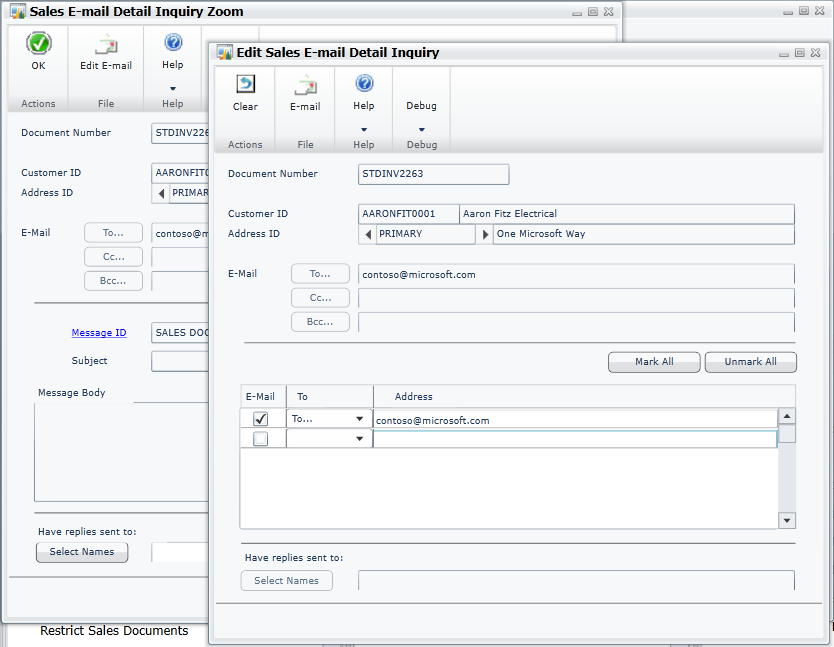 Sales E-mail Detail Inquiry Zoom
OK
Edit E-mail
Help
Actions
File
Help
Document Number
STDINV226
Customer ID
AARONFIT0
Address ID
PRIMAR
E-Mail
To...
contoso@m
Cc...
Bcc...
Message ID
SALES DOC
Subject
Message Body
Have replies sent to:
Select Names
Restrict Sales Documents
Edit Sales E-mail Detail Inquiry
Clear
E-mail
Help
Debug
Actions
File
Help
Debug
Document Number
STDINV2263
Customer ID
AARONFIT0001
Aaron Fitz Electrical
Address ID
PRIMARY
One Microsoft Way
E-Mail
To...
contoso@microsoft.com
Cc...
Bcc...
Mark All
Unmark All
E-Mail
To
Address
To...
contoso@microsoft.com
Have replies sent to:
Select Names